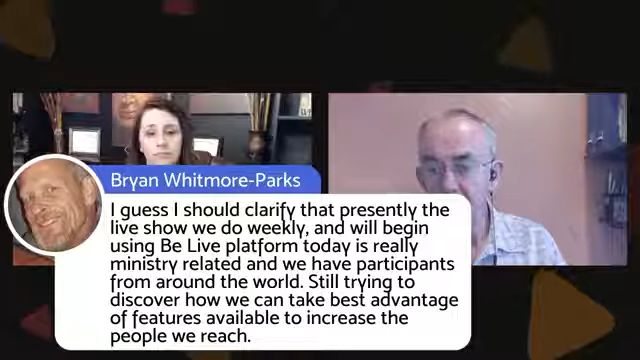 Bryan Whitmore-Parks
I guess I should clarify that presently the
live show we do weekly, and will begin
using Be Live platform today is really
ministry related and we have participants
from around the world. Still trying to
discover how we can take best advantage
of features available to increase the
people we reach.